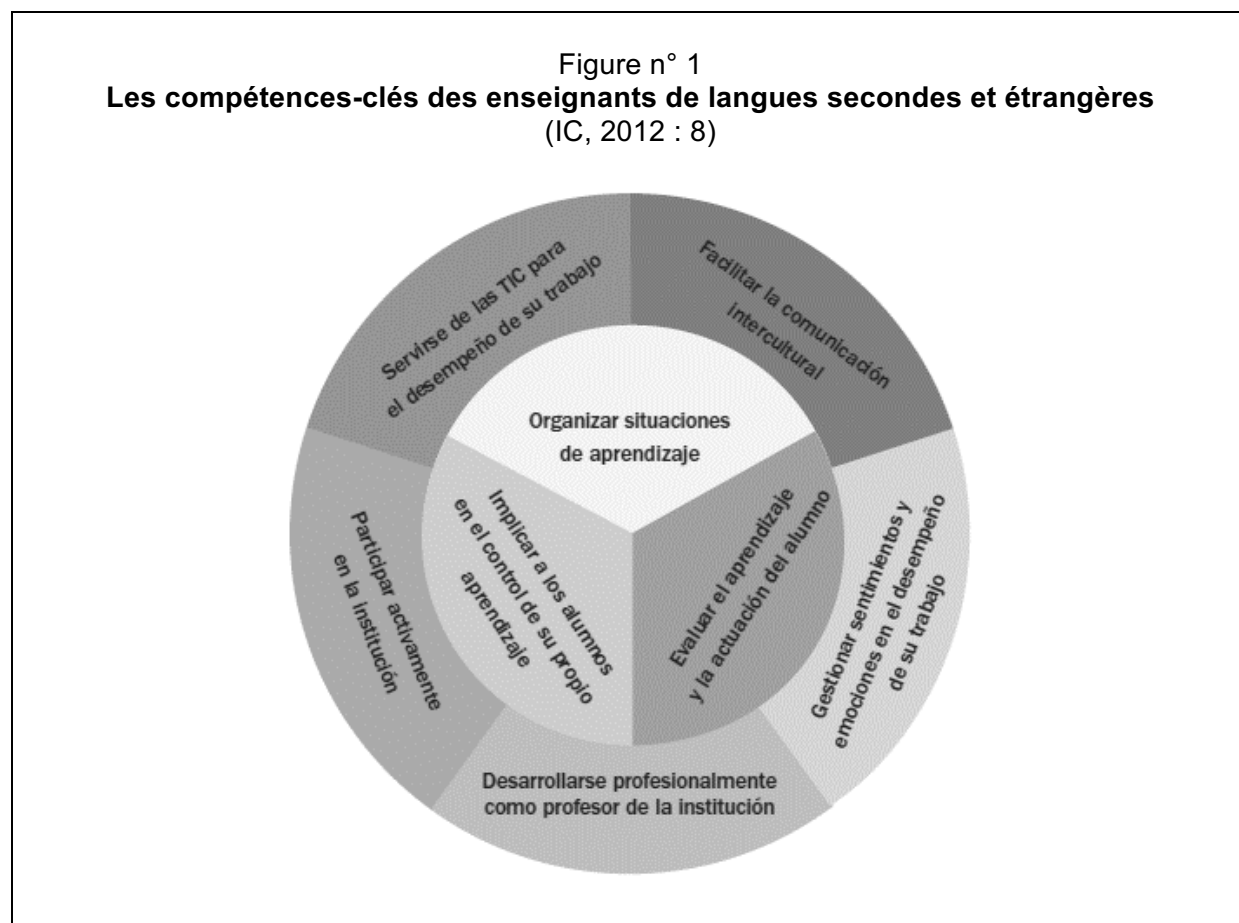 Figure n° 1
Les compétences-clés des enseignants de langues secondes et étrangères
(IC, 2012 : 8)
Servirse de las TIC para
el desempeño de su trabajo
Facilitar la comunicación
intercultural
Organizar situaciones
de aprendizaje
Implicar a los alumnos
en el control de su propio
aprendizaje
Evaluar el aprendizaje
y la actuación del alumno
Participar activamente
en la institución
Gestionar sentimientos y
emociones en el desempeño
de su trabajo
Desarrollarse profesionalmente
como profesor de la institución